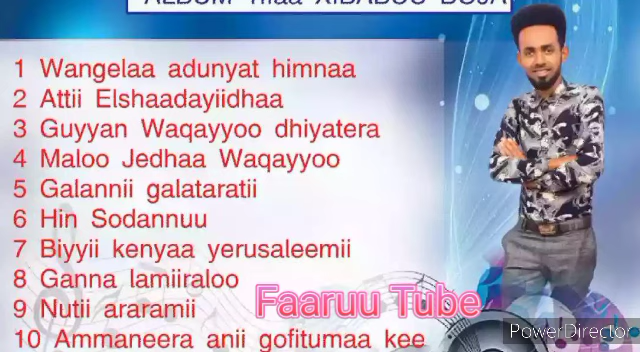 ALBUM
1 Wangelaa adunyat himnaa
2 Attii Elshaadayiidhaa
3 Guyyan Waqayyoo dhiyatera
4 Maloo Jedhaa Waqayyoo
5 Galannii galataratii
6 Hin Sodannuu
7 Biyyii kenyaa yerusaleemii
8 Ganna lamiiraloo
9 Nutii araramii
Faaruu Tube
10 Ammaneera anii gofitumaa kee
PowerDirector